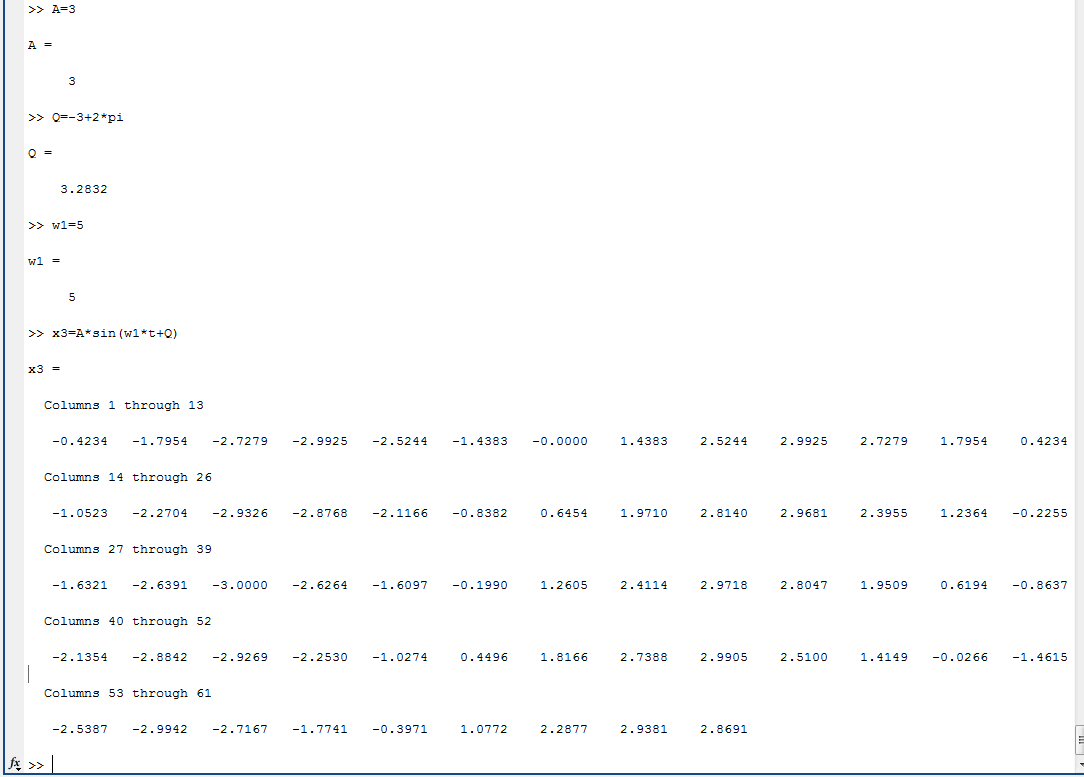 >> A=3
A =
3
>> Q=-3+2*pi
Q =
3.2832
>> w1=5
w1 =
5
>> x3=A*sin(w1*t+Q)
x3 =
Columns 1 through 13
-0.4234 -1.7954 -2.7279 -2.9925 -2.5244 -1.4383 -0.0000 1.4383 2.5244 2.9925 2.7279 1.7954 0.4234
Columns 14 through 26
-1.0523 -2.2704 -2.9326 -2.8768 -2.1166 -0.8382 0.6454 1.9710 2.8140 2.9681 2.3955 1.2364 -0.2255
Columns 27 through 39
-1.6321 -2.6391 -3.0000 -2.6264 -1.6097 -0.1990 1.2605 2.4114 2.9718 2.8047 1.9509 0.6194 -0.8637
Columns 40 through 52
-2.1354 -2.8842 -2.9269 -2.2530 -1.0274 0.4496 1.8166 2.7388 2.9905 2.5100 1.4149 -0.0266 -1.4615
Columns 53 through 61
-2.5387 -2.9942 -2.7167 -1.7741 -0.3971 1.0772 2.2877 2.9381 2.8691
fx >>